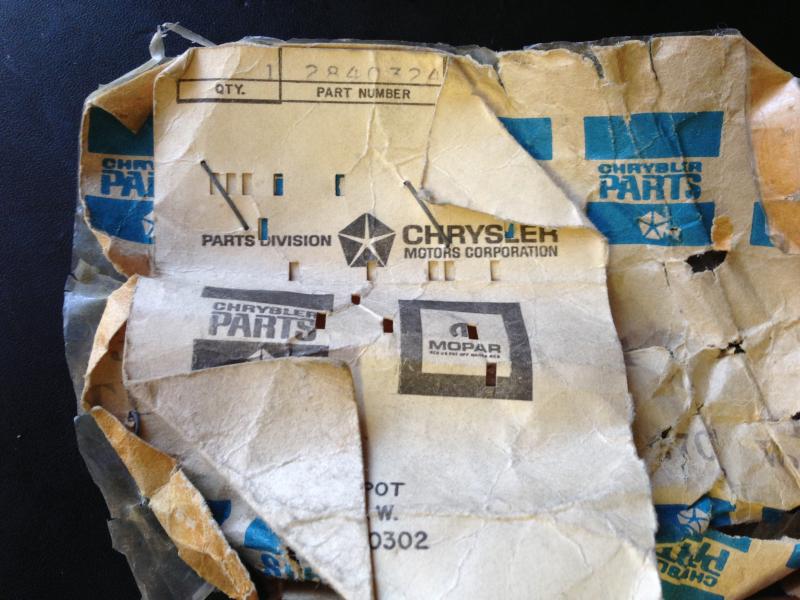 1 2840324
QTY. PART NUMBER
CHRYSLER
PARTS
PARTS DIVISION CHRYSLER
MOTORS CORPORATION
CHRYSLER
PARTS
MOPAR
POT
W.
0302